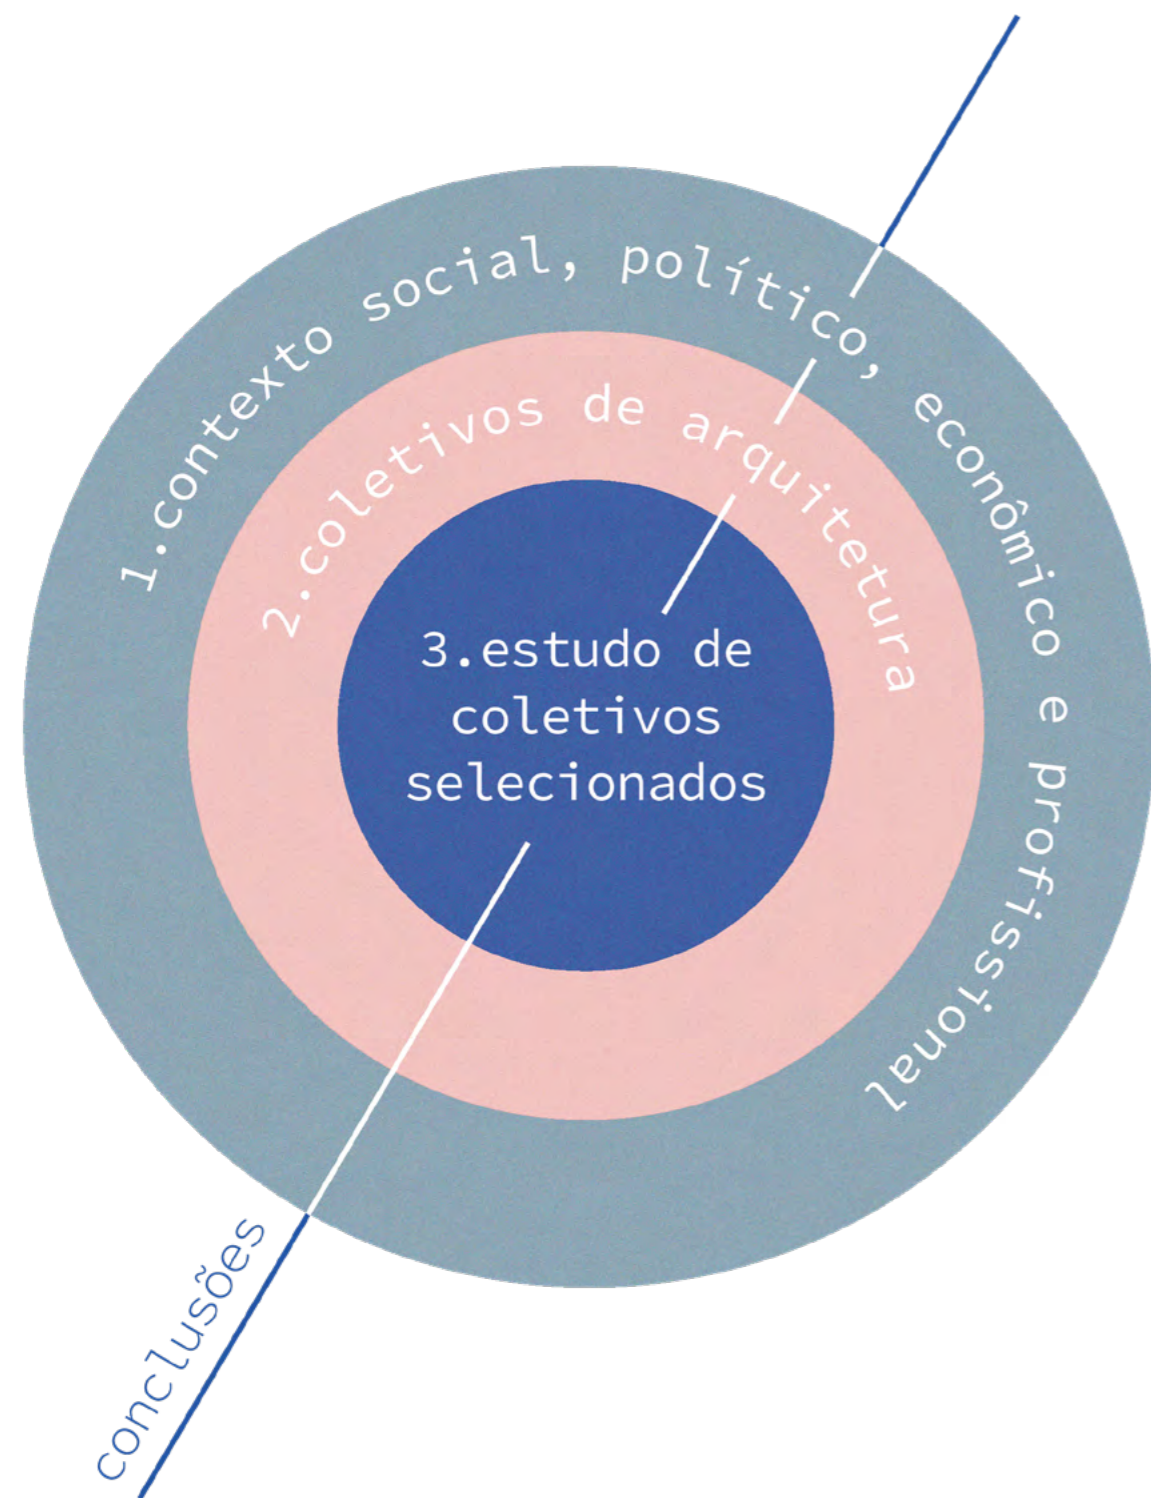 1.contexto social, político, econômico e profissional
2.coletivos de arquitetura
3.estudo de
coletivos
selecionados
conclusões